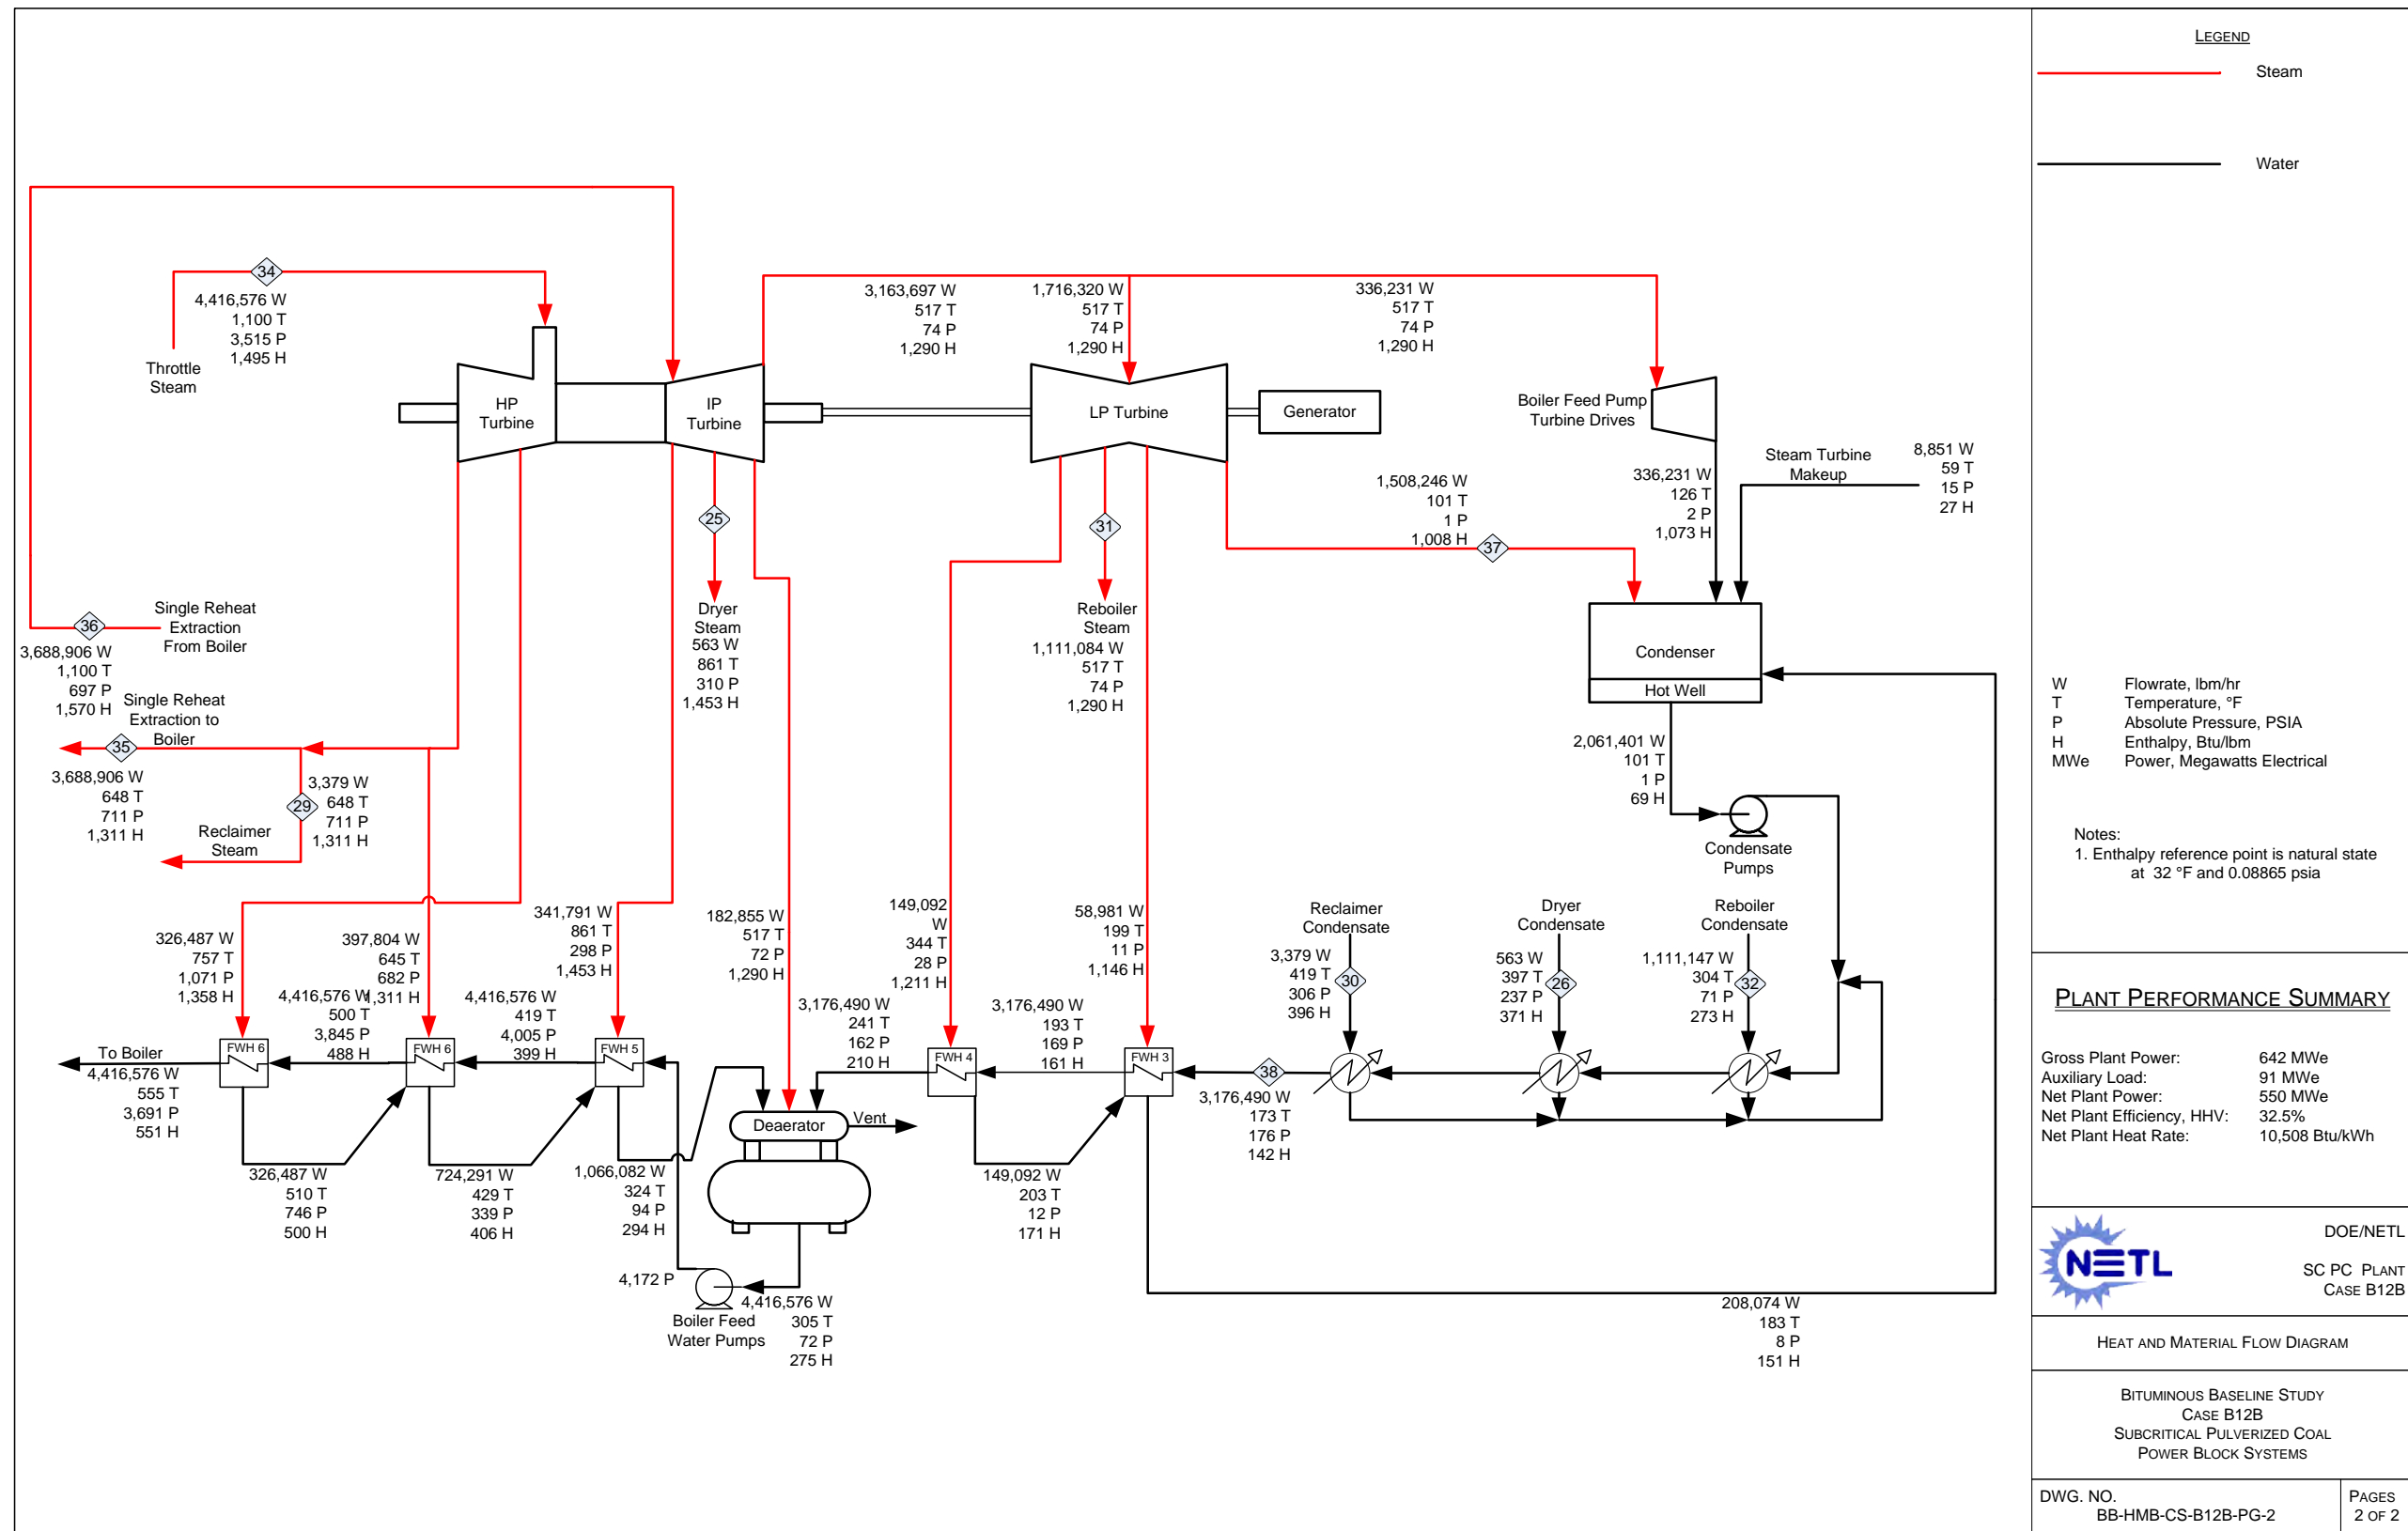 34
4,416,576 W
1,100 T
3,515 P
1,495 H
Throttle
Steam
HP
Turbine
IP
Turbine
3,163,697 W
517 T
74 P
1,290 H
1,716,320 W
517 T
74 P
1,290 H
336,231 W
517 T
74 P
1,290 H
LP Turbine
Generator
Boiler Feed Pump
Turbine Drives
Steam Turbine
Makeup
8,851 W
59 T
15 P
27 H
336,231 W
126 T
2 P
1,073 H
1,508,246 W
101 T
1 P
1,008 H
37
25
Dryer
Steam
563 W
861 T
310 P
1,453 H
31
Reboiler
Steam
1,111,084 W
517 T
74 P
1,290 H
Condenser
Hot Well
36
Single Reheat
Extraction
From Boiler
3,688,906 W
1,100 T
697 P
1,570 H
Single Reheat
Extraction to
Boiler
35
3,688,906 W
648 T
711 P
1,311 H
29
3,379 W
648 T
711 P
1,311 H
Reclaimer
Steam
2,061,401 W
101 T
1 P
69 H
Condensate
Pumps
326,487 W
757 T
1,071 P
1,358 H
397,804 W
645 T
682 P
1,311 H
341,791 W
861 T
298 P
1,453 H
182,855 W
517 T
72 P
1,290 H
149,092
W
344 T
28 P
1,211 H
58,981 W
199 T
11 P
1,146 H
Reclaimer
Condensate
3,379 W
419 T
306 P
396 H
30
Dryer
Condensate
563 W
397 T
237 P
371 H
26
Reboiler
Condensate
1,111,147 W
304 T
71 P
273 H
32
4,416,576 W
500 T
3,845 P
488 H
4,416,576 W
419 T
4,005 P
399 H
3,176,490 W
241 T
162 P
210 H
3,176,490 W
193 T
169 P
161 H
FWH 6
FWH 6
FWH 5
FWH 4
FWH 3
To Boiler
4,416,576 W
555 T
3,691 P
551 H
38
3,176,490 W
173 T
176 P
142 H
Deaerator
Vent
326,487 W
510 T
746 P
500 H
724,291 W
429 T
339 P
406 H
1,066,082 W
324 T
94 P
294 H
149,092 W
203 T
12 P
171 H
4,172 P
Boiler Feed
Water Pumps
4,416,576 W
305 T
72 P
275 H
208,074 W
183 T
8 P
151 H
LEGEND
Steam
Water
W Flowrate, lbm/hr
T Temperature, °F
P Absolute Pressure, PSIA
H Enthalpy, Btu/lbm
MWe Power, Megawatts Electrical
Notes:
1. Enthalpy reference point is natural state
at 32 °F and 0.08865 psia
PLANT PERFORMANCE SUMMARY
Gross Plant Power: 642 MWe
Auxiliary Load: 91 MWe
Net Plant Power: 550 MWe
Net Plant Efficiency, HHV: 32.5%
Net Plant Heat Rate: 10,508 Btu/kWh
NETL
DOE/NETL
SC PC PLANT
CASE B12B
HEAT AND MATERIAL FLOW DIAGRAM
BITUMINOUS BASELINE STUDY
CASE B12B
SUBCRITICAL PULVERIZED COAL
POWER BLOCK SYSTEMS
DWG. NO.
BB-HMB-CS-B12B-PG-2
PAGES
2 OF 2